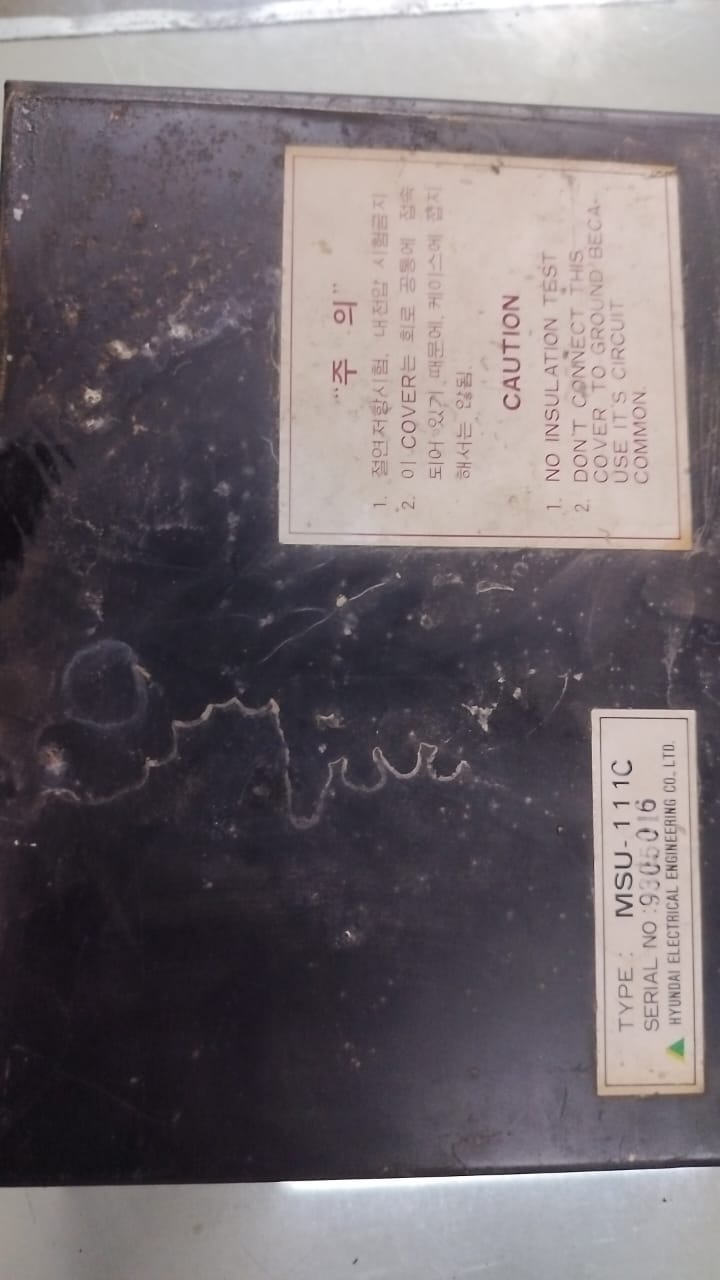 “주 의”
1. 절연저항시험, 내전압 시험금지
2. 이 COVER는 회로 공통에 접속
되어 있기 때문에, 케이스에 접지
해서는 않됨.
CAUTION
1. NO INSULATION TEST
2. DON'T CONNECT THIS
COVER TO GROUND BECA-
USE IT'S CIRCUIT
COMMON.
TYPE : MSU-111C
SERIAL NO : 9305016
HYUNDAI ELECTRICAL ENGINEERING CO., LTD.